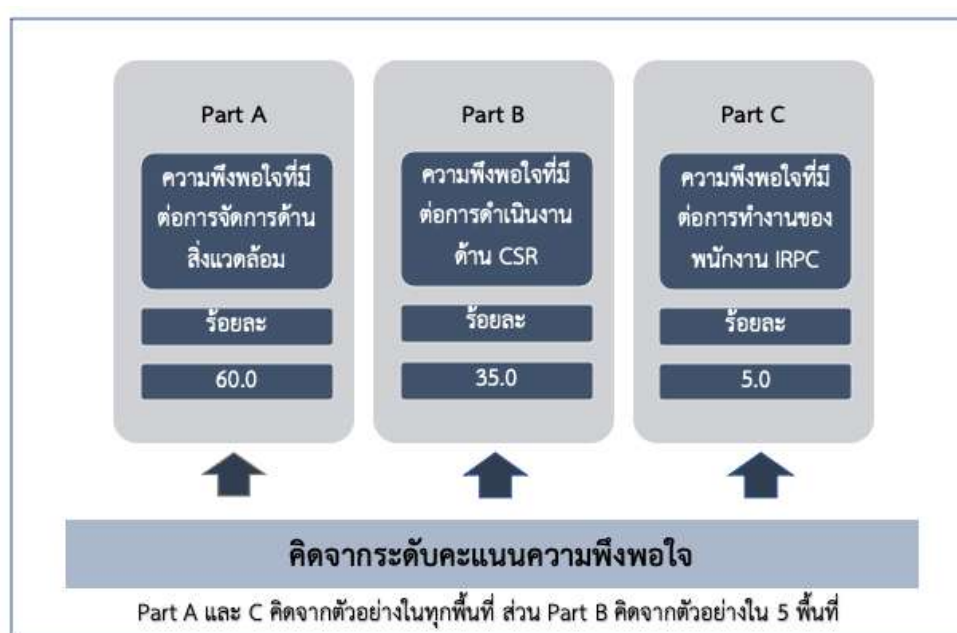 Part A
ความพึงพอใจที่มี
ต่อการจัดการด้าน
สิ่งแวดล้อม
ร้อยละ
60.0
Part B
ความพึงพอใจที่มี
ต่อการดำเนินงาน
ด้าน CSR
ร้อยละ
35.0
Part C
ความพึงพอใจที่มี
ต่อการทำงานของ
พนักงาน IRPC
ร้อยละ
5.0
คิดจากระดับคะแนนความพึงพอใจ
Part A และ C คิดจากตัวอย่างในทุกพื้นที่ ส่วน Part B คิดจากตัวอย่างใน 5 พื้นที่